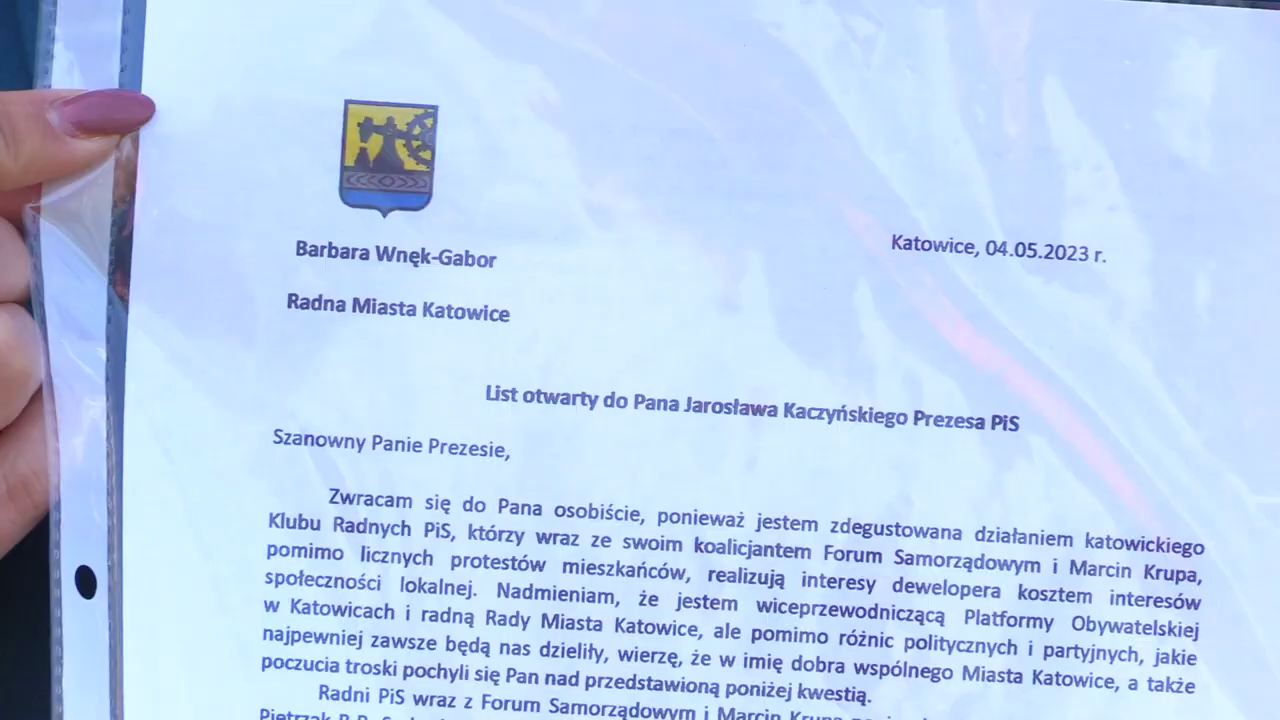 Barbara Wnęk-Gabor
Katowice, 04.05.2023 r.
Radna Miasta Katowice
List otwarty do Pana Jarosława Kaczyńskiego Prezesa PiS
Szanowny Panie Prezesie,
Zwracam się do Pana osobiście, ponieważ jestem zdegustowana działaniem katowickiego
Klubu Radnych PiS, którzy wraz ze swoim koalicjantem Forum Samorządowym i Marcin Krupa,
pomimo licznych protestów mieszkańców, realizują interesy dewelopera kosztem interesów
społeczności lokalnej. Nadmieniam, że jestem wiceprzewodniczącą Platformy Obywatelskiej
w Katowicach i radną Rady Miasta Katowice, ale pomimo różnic politycznych i partyjnych, jakie
najpewniej zawsze będą nas dzieliły, wierzę, że w imię dobra wspólnego Miasta Katowice, a także
poczucia troski pochyli się Pan nad przedstawioną poniżej kwestią.
Radni PiS wraz z Forum Samorządowym i Marcin Krupa